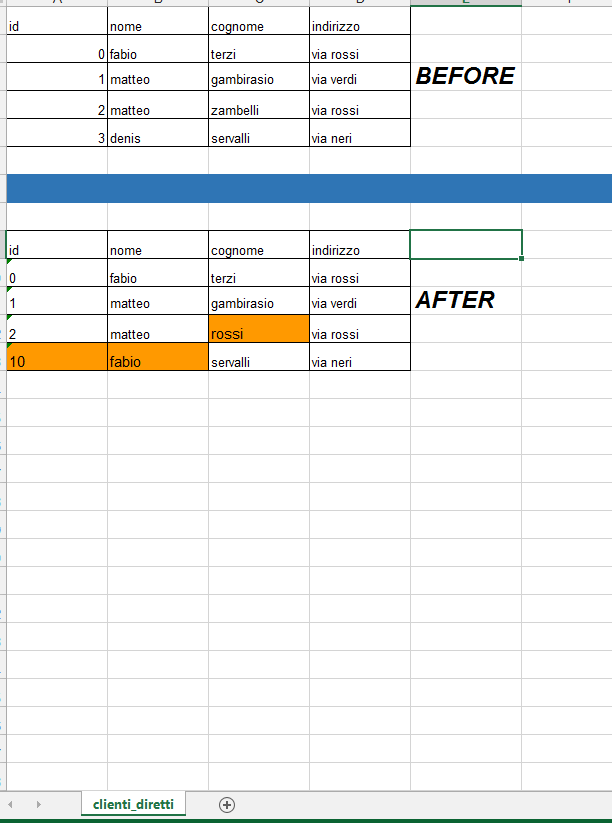 id nome cognome indirizzo
0 fabio terzi via rossi
1 matteo gambirasio via verdi
BEFORE
2 matteo zambelli via rossi
3 denis servalli via neri
id nome cognome indirizzo
0 fabio terzi via rossi
1 matteo gambirasio via verdi
AFTER
2 matteo rossi via rossi
10 fabio servalli via neri
clienti_diretti